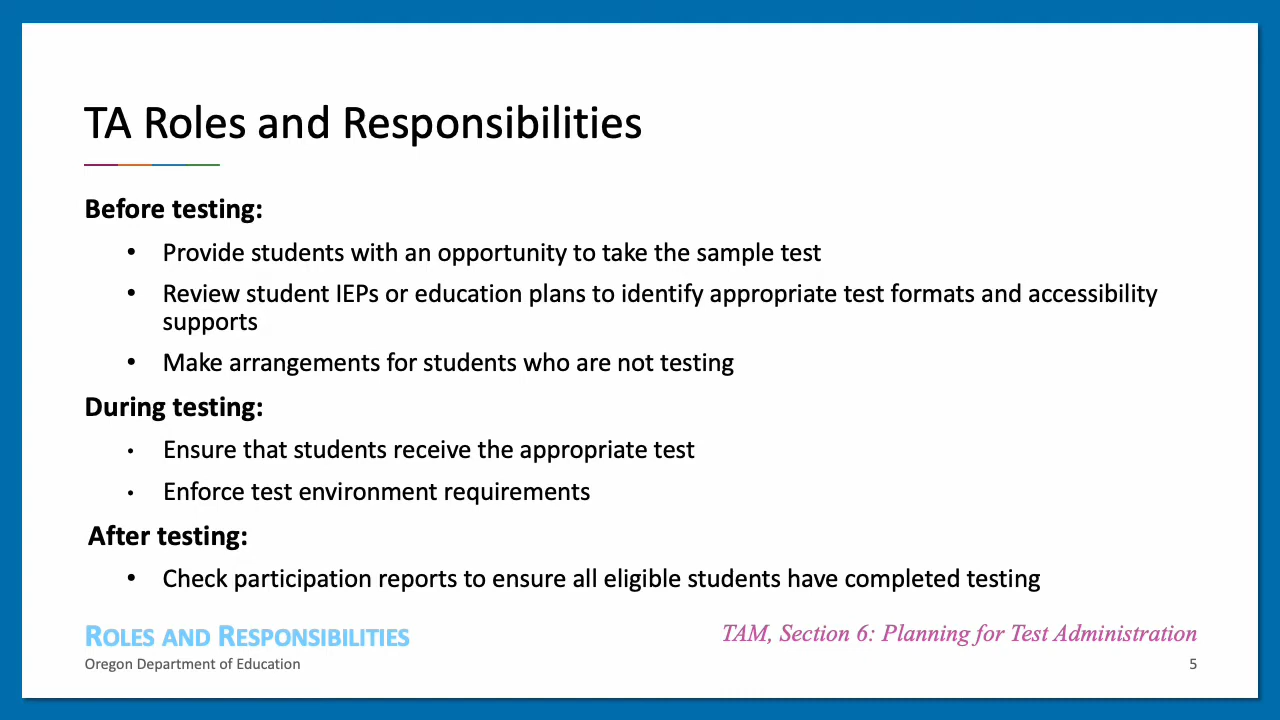 TA Roles and Responsibilities
Before testing:
• Provide students with an opportunity to take the sample test
• Review student IEPs or education plans to identify appropriate test formats and accessibility
supports
• Make arrangements for students who are not testing
During testing:
• Ensure that students receive the appropriate test
• Enforce test environment requirements
After testing:
• Check participation reports to ensure all eligible students have completed testing
ROLES AND RESPONSIBILITIES
TAM, Section 6: Planning for Test Administration
Oregon Department of Education
5